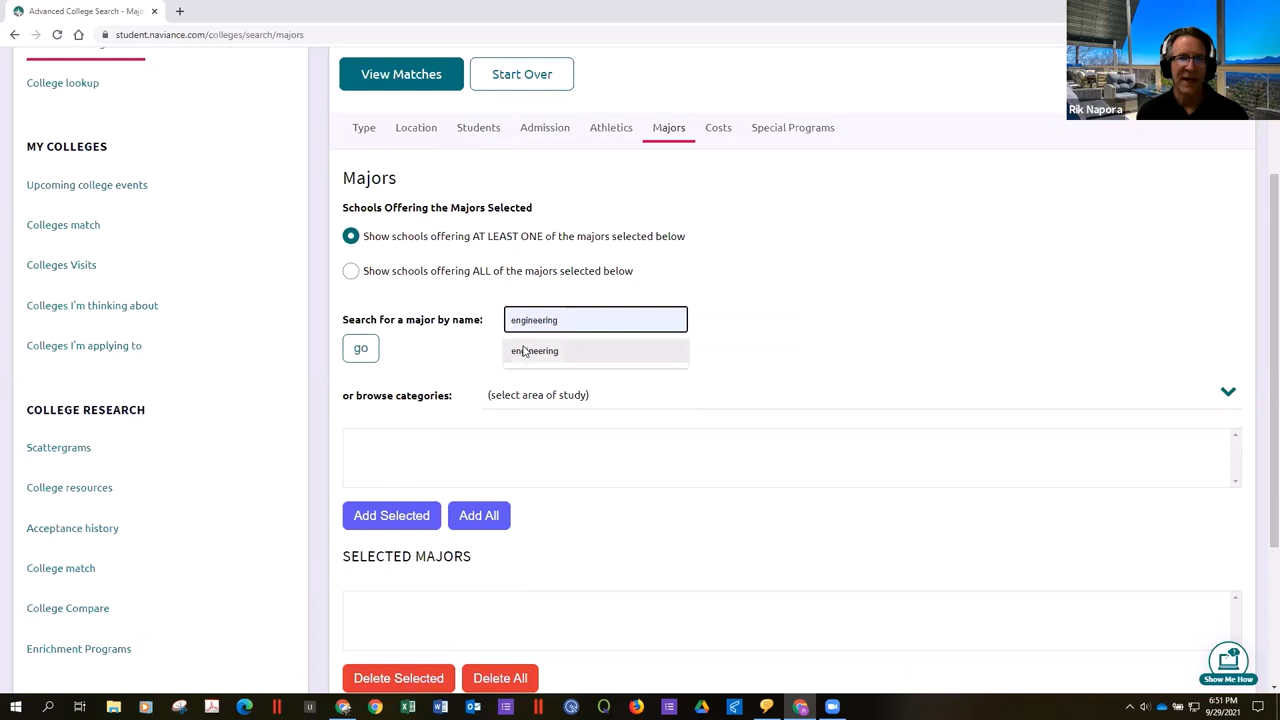 Advanced College Search - Majo
student.naviance.com/colleges/search/majors
Rik Napora
College lookup
MY COLLEGES
Upcoming college events
Colleges match
Colleges Visits
Colleges I'm thinking about
Colleges I'm applying to
COLLEGE RESEARCH
Scattergrams
College resources
Acceptance history
College match
College Compare
Enrichment Programs
View Matches
Start Over
Type Location Students Admission Athletics Majors Costs Special Programs
Majors
Schools Offering the Majors Selected
Show schools offering AT LEAST ONE of the majors selected below
Show schools offering ALL of the majors selected below
Search for a major by name:
engineering
go
engineering
or browse categories:
(select area of study)
Add Selected
Add All
SELECTED MAJORS
Delete Selected
Delete All
Show Me How
6:51 PM
9/29/2021